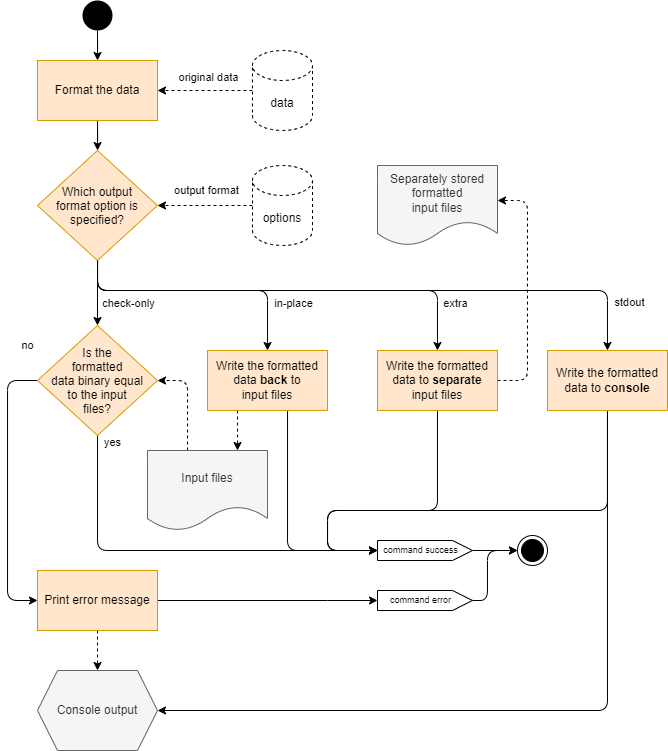 Format the data
original data
data
Which output
format option is
specified?
output format
options
Separately stored
formatted
input files
check-only
in-place
extra
stdout
no
Is the
formatted
data binary equal
to the input
files?
Write the formatted
data back to
input files
Write the formatted
data to separate
input files
Write the formatted
data to console
yes
Input files
command success
Print error message
command error
Console output